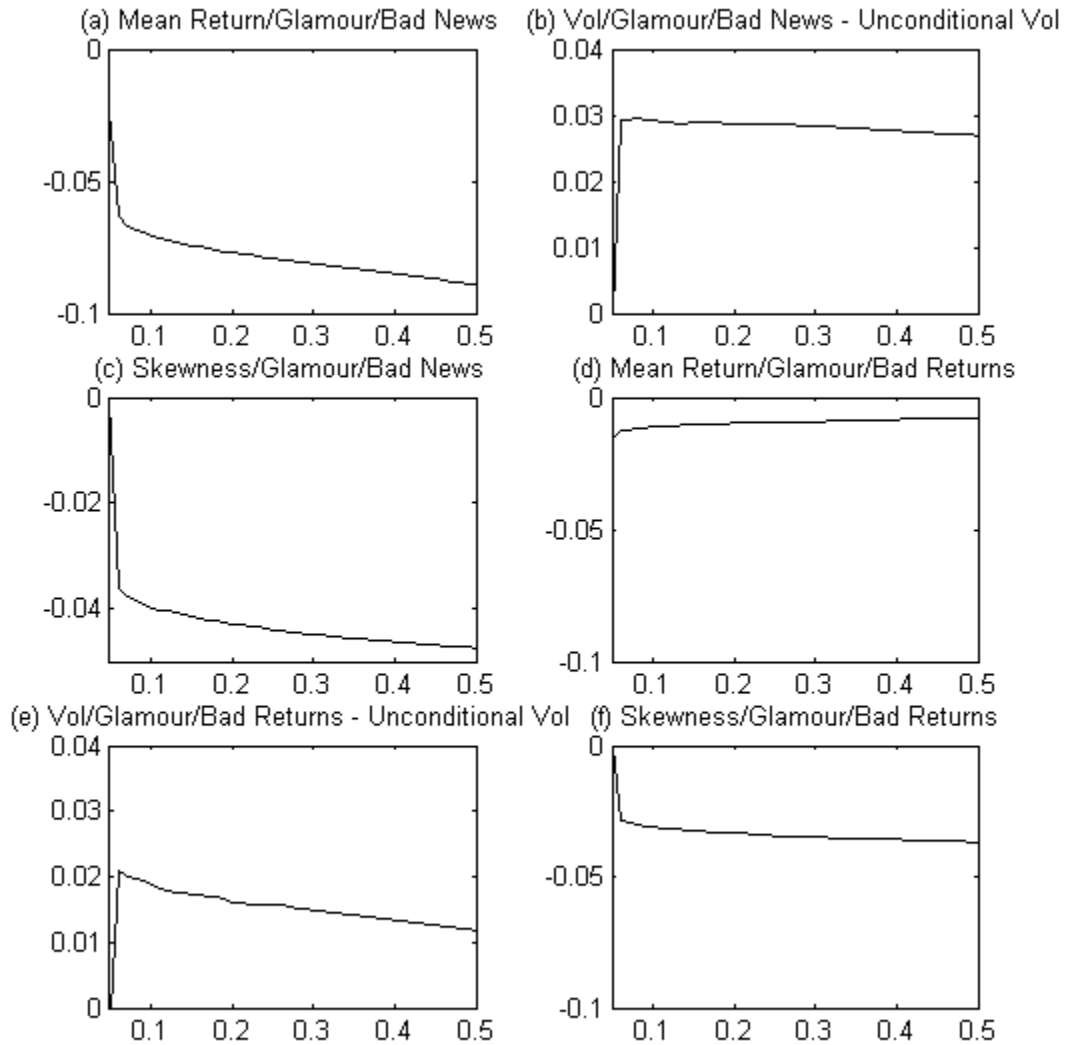 (a) Mean Return/Glamour/Bad News
0
-0.05
-0.1
0.1 0.2 0.3 0.4 0.5
(b) Vol/Glamour/Bad News - Unconditional Vol
0.04
0.03
0.02
0.01
0
0.1 0.2 0.3 0.4 0.5
(c) Skewness/Glamour/Bad News
0
-0.02
-0.04
0.1 0.2 0.3 0.4 0.5
(d) Mean Return/Glamour/Bad Returns
0
-0.05
-0.1
0.1 0.2 0.3 0.4 0.5
(e) Vol/Glamour/Bad Returns - Unconditional Vol
0.04
0.03
0.02
0.01
0
0.1 0.2 0.3 0.4 0.5
(f) Skewness/Glamour/Bad Returns
0
-0.05
-0.1
0.1 0.2 0.3 0.4 0.5